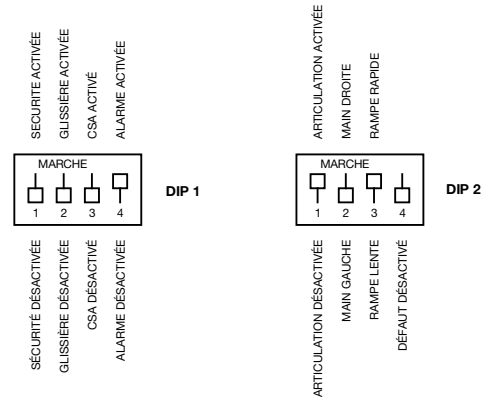 SECURITE ACTIVÉE
GLISSIÈRE ACTIVÉE
CSA ACTIVÉ
ALARME ACTIVÉE
MARCHE
1 2 3 4
DIP 1
SÉCURITÉ DÉSACTIVÉE
GLISSIÈRE DÉSACTIVÉE
CSA DÉSACTIVÉ
ALARME DÉSACTIVÉE
ARTICULATION ACTIVÉE
MAIN DROITE
RAMPE RAPIDE
MARCHE
1 2 3 4
DIP 2
ARTICULATION DÉSACTIVÉE
MAIN GAUCHE
RAMPE LENTE
DÉFAUT DÉSACTIVÉ